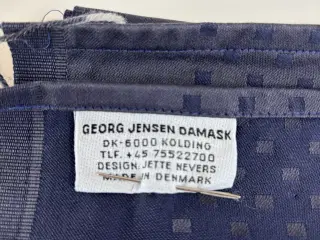 GEORG JENSEN DAMASK
DK-6000 KOLDING
TLF. +45 75522700
DESIGN: JETTE NEVERS
MADE IN DENMARK